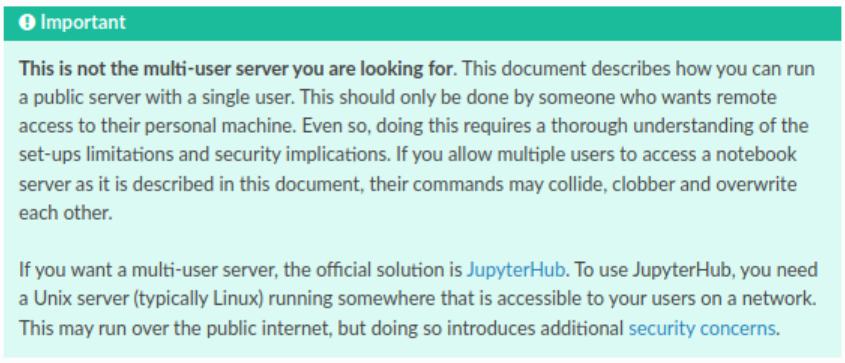 Important
This is not the multi-user server you are looking for. This document describes how you can run
a public server with a single user. This should only be done by someone who wants remote
access to their personal machine. Even so, doing this requires a thorough understanding of the
set-ups limitations and security implications. If you allow multiple users to access a notebook
server as it is described in this document, their commands may collide, clobber and overwrite
each other.
If you want a multi-user server, the official solution is JupyterHub. To use JupyterHub, you need
a Unix server (typically Linux) running somewhere that is accessible to your users on a network.
This may run over the public internet, but doing so introduces additional security concerns.